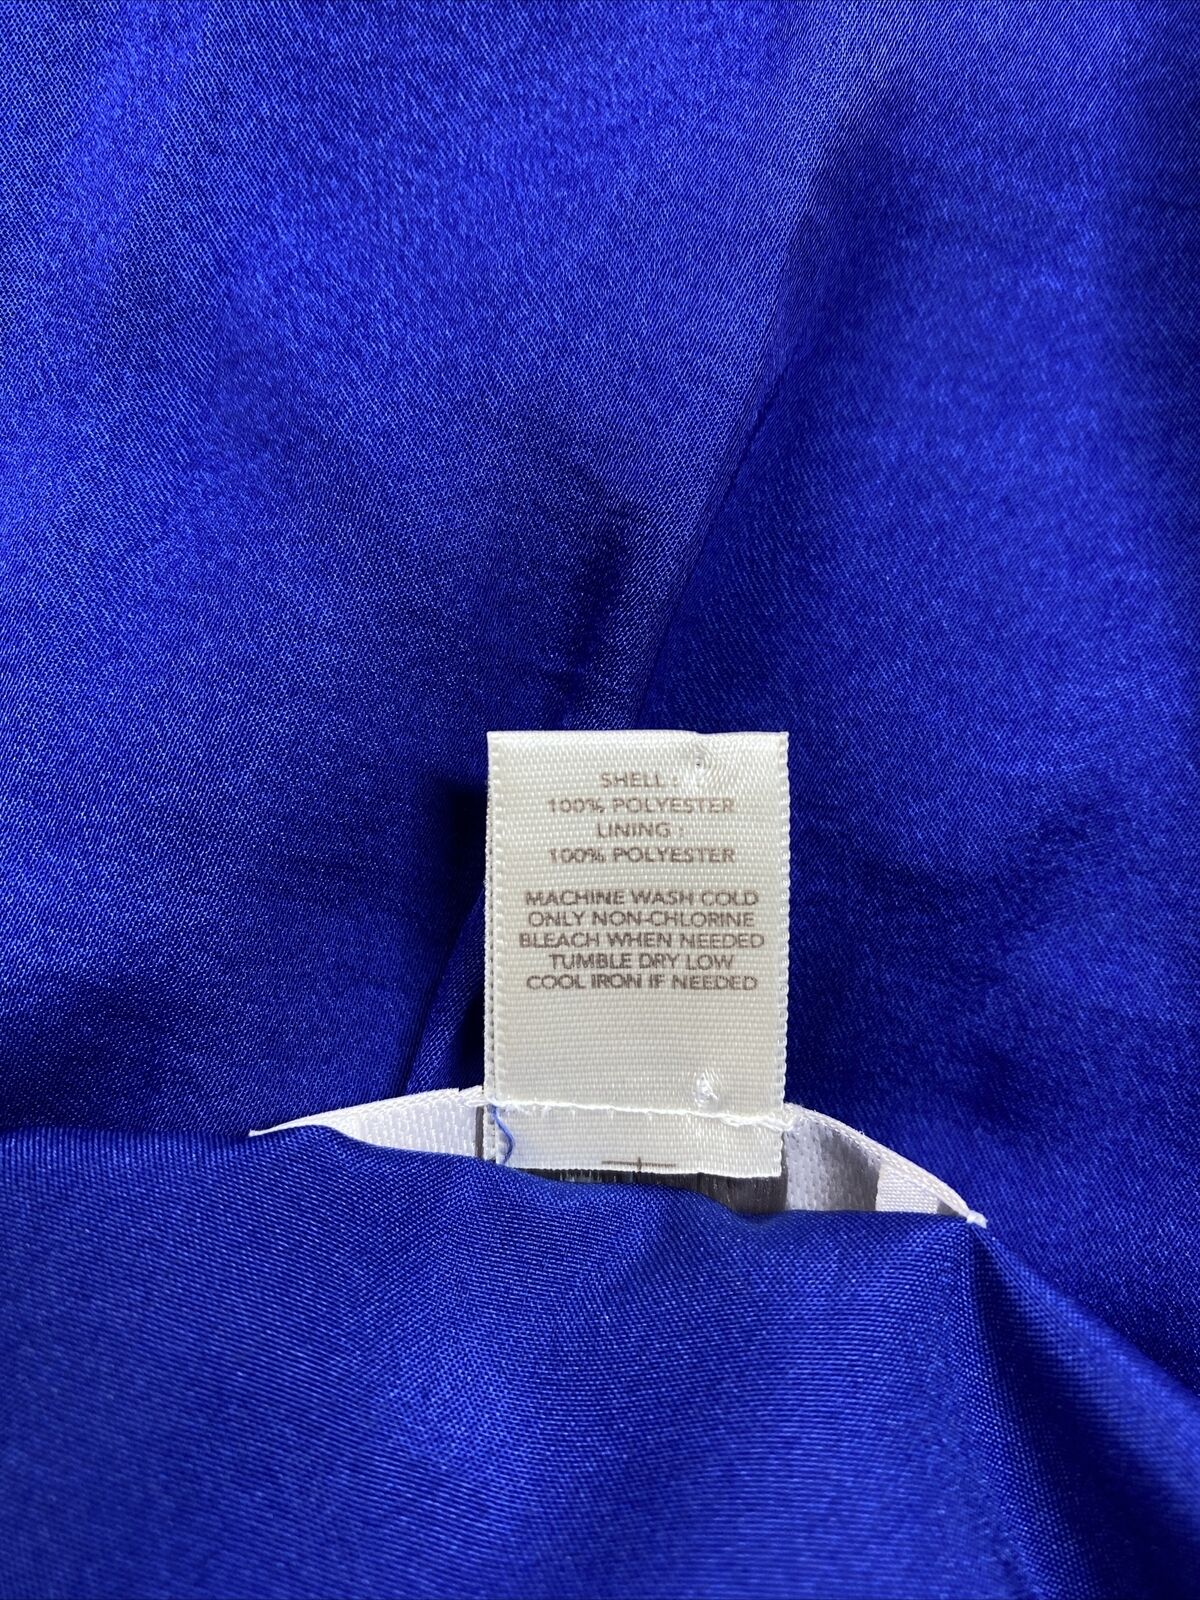 SHELL :
100% POLYESTER
LINING :
100% POLYESTER
MACHINE WASH COLD
ONLY NON-CHLORINE
BLEACH WHEN NEEDED
TUMBLE DRY LOW
COOL IRON IF NEEDED